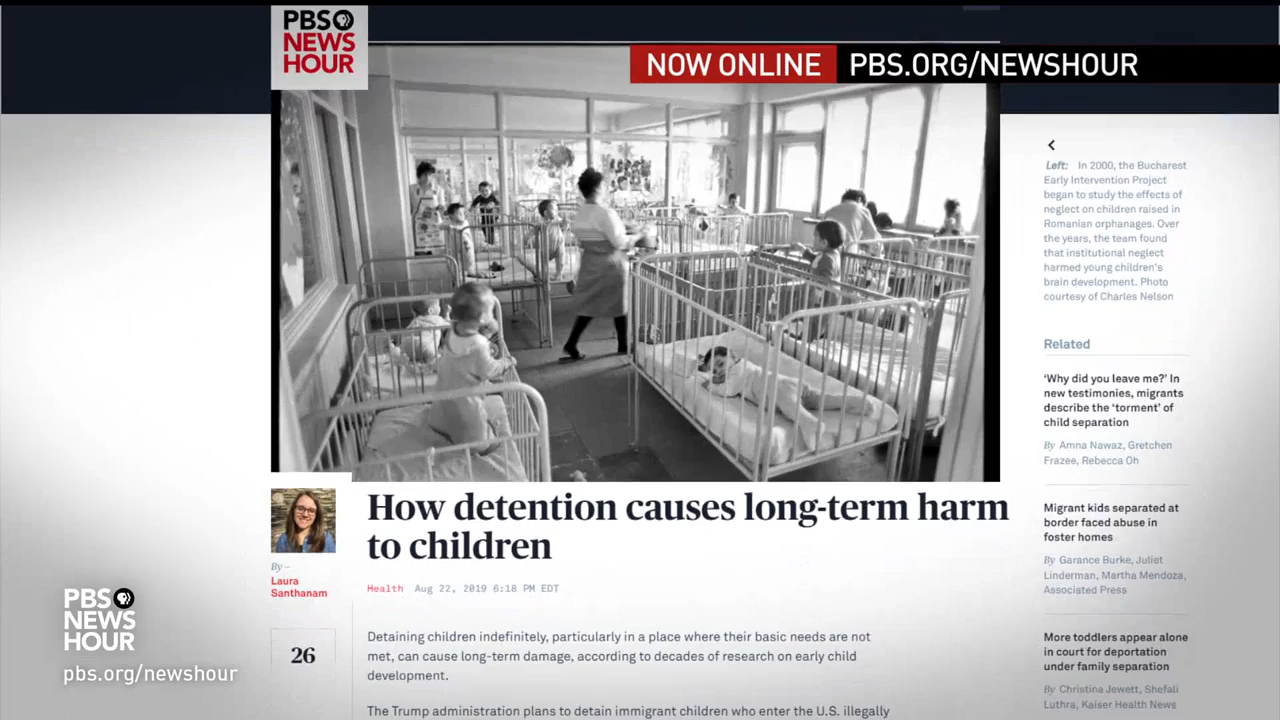 PBS
NEWS
HOUR
NOW ONLINE
PBS.ORG/NEWSHOUR
Left: In 2000, the Bucharest
Early Intervention Project
began to study the effects of
neglect on children raised in
Romanian orphanages. Over
the years, the team found
that institutional neglect
harmed young children's
brain development. Photo
courtesy of Charles Nelson
Related
‘Why did you leave me?’ In
new testimonies, migrants
describe the ‘torment’ of
child separation
By Amna Nawaz, Gretchen
Frazee, Rebecca Oh
Migrant kids separated at
border faced abuse in
foster homes
By Garance Burke, Juliet
Linderman, Martha Mendoza,
Associated Press
More toddlers appear alone
in court for deportation
under family separation
By Christina Jewett, Shefali
Luthra, Kaiser Health News
How detention causes long-term harm
to children
By –
Laura
Santhanam
Health Aug 22, 2019 6:18 PM EDT
26
Detaining children indefinitely, particularly in a place where their basic needs are not
met, can cause long-term damage, according to decades of research on early child
development.
The Trump administration plans to detain immigrant children who enter the U.S. illegally
PBS
NEWS
HOUR
pbs.org/newshour